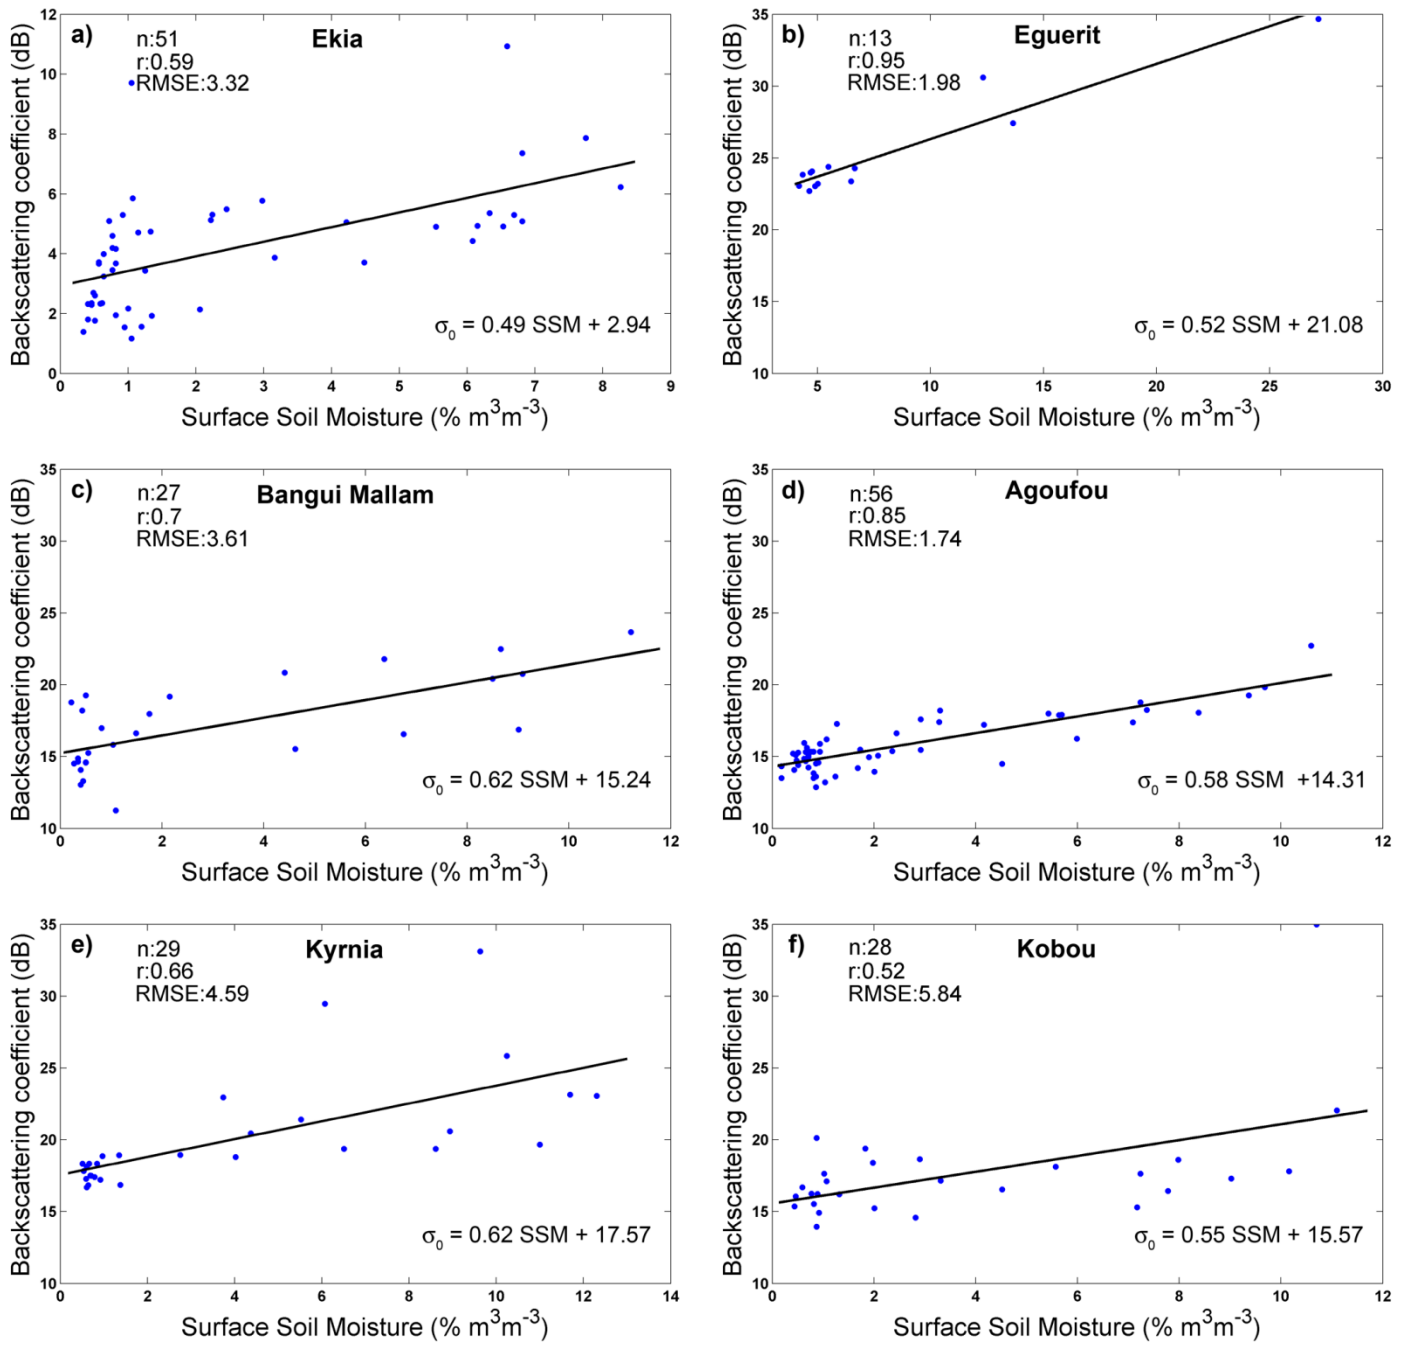 a)
n:51
r:0.59
RMSE:3.32
Ekia
Backscattering coefficient (dB)
12
10
8
6
4
2
0
σ₀ = 0.49 SSM + 2.94
0 1 2 3 4 5 6 7 8 9
Surface Soil Moisture (% m³m⁻³)
b)
n:13
r:0.95
RMSE:1.98
Eguerit
Backscattering coefficient (dB)
35
30
25
20
15
10
σ₀ = 0.52 SSM + 21.08
5 10 15 20 25 30
Surface Soil Moisture (% m³m⁻³)
c)
n:27
r:0.7
RMSE:3.61
Bangui Mallam
Backscattering coefficient (dB)
35
30
25
20
15
10
σ₀ = 0.62 SSM + 15.24
0 2 4 6 8 10 12
Surface Soil Moisture (% m³m⁻³)
d)
n:56
r:0.85
RMSE:1.74
Agoufou
Backscattering coefficient (dB)
35
30
25
20
15
10
σ₀ = 0.58 SSM +14.31
0 2 4 6 8 10 12
Surface Soil Moisture (% m³m⁻³)
e)
n:29
r:0.66
RMSE:4.59
Kyrnia
Backscattering coefficient (dB)
35
30
25
20
15
10
σ₀ = 0.62 SSM + 17.57
0 2 4 6 8 10 12 14
Surface Soil Moisture (% m³m⁻³)
f)
n:28
r:0.52
RMSE:5.84
Kobou
Backscattering coefficient (dB)
35
30
25
20
15
10
σ₀ = 0.55 SSM + 15.57
0 2 4 6 8 10 12
Surface Soil Moisture (% m³m⁻³)